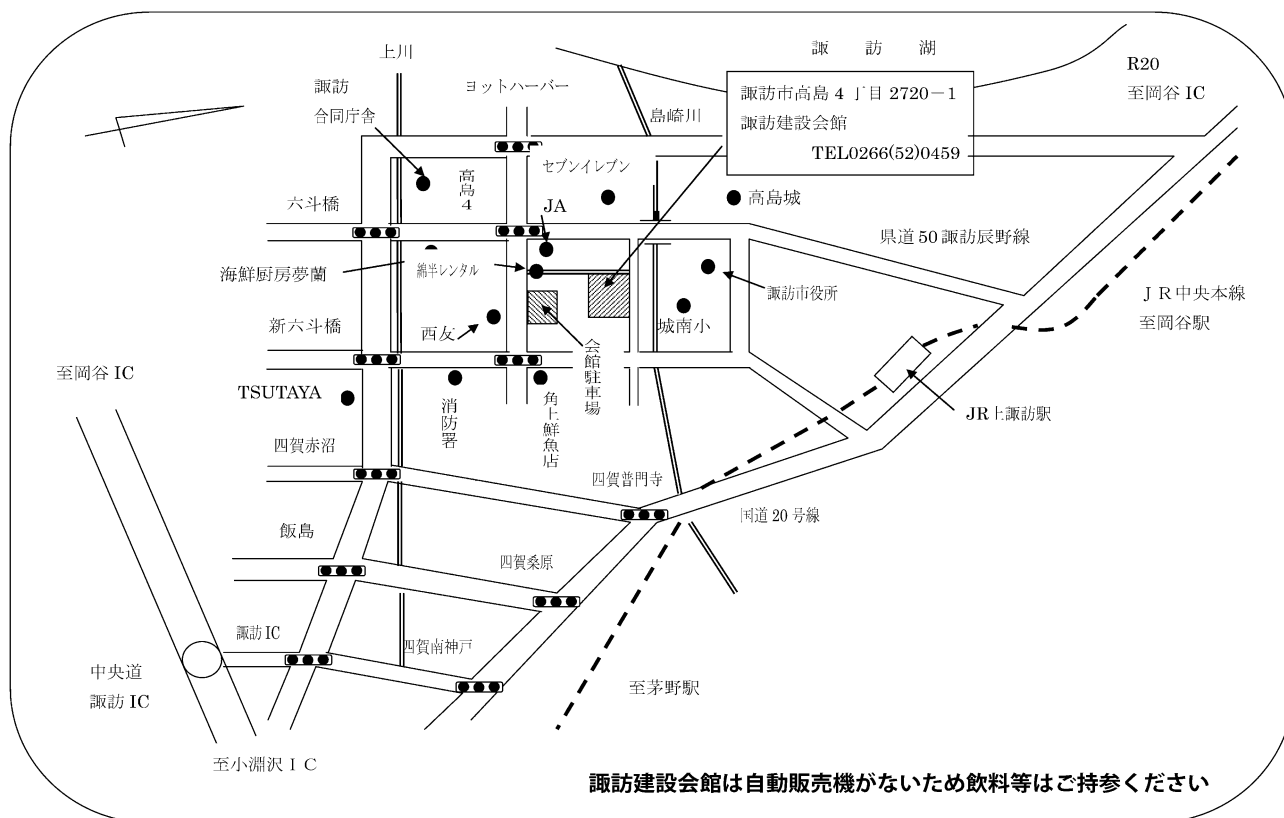 上川
諏訪湖
諏訪
合同庁舎
ヨットハーバー
島崎川
諏訪市高島4丁目2720－1
諏訪建設会館
TEL0266(52)0459
R20
至岡谷IC
セブンイレブン
高島4
JA
高島城
六斗橋
県道50諏訪辰野線
海鮮厨房夢蘭
綿半レンタル
諏訪市役所
JR中央本線
至岡谷駅
新六斗橋
西友
城南小
会館駐車場
至岡谷IC
TSUTAYA
消防署
角上鮮魚店
JR上諏訪駅
四賀赤沼
四賀普門寺
国道20号線
飯島
四賀桑原
諏訪IC
四賀南神戸
中央道
諏訪IC
至茅野駅
至小淵沢IC
諏訪建設会館は自動販売機がないため飲料等はご持参ください